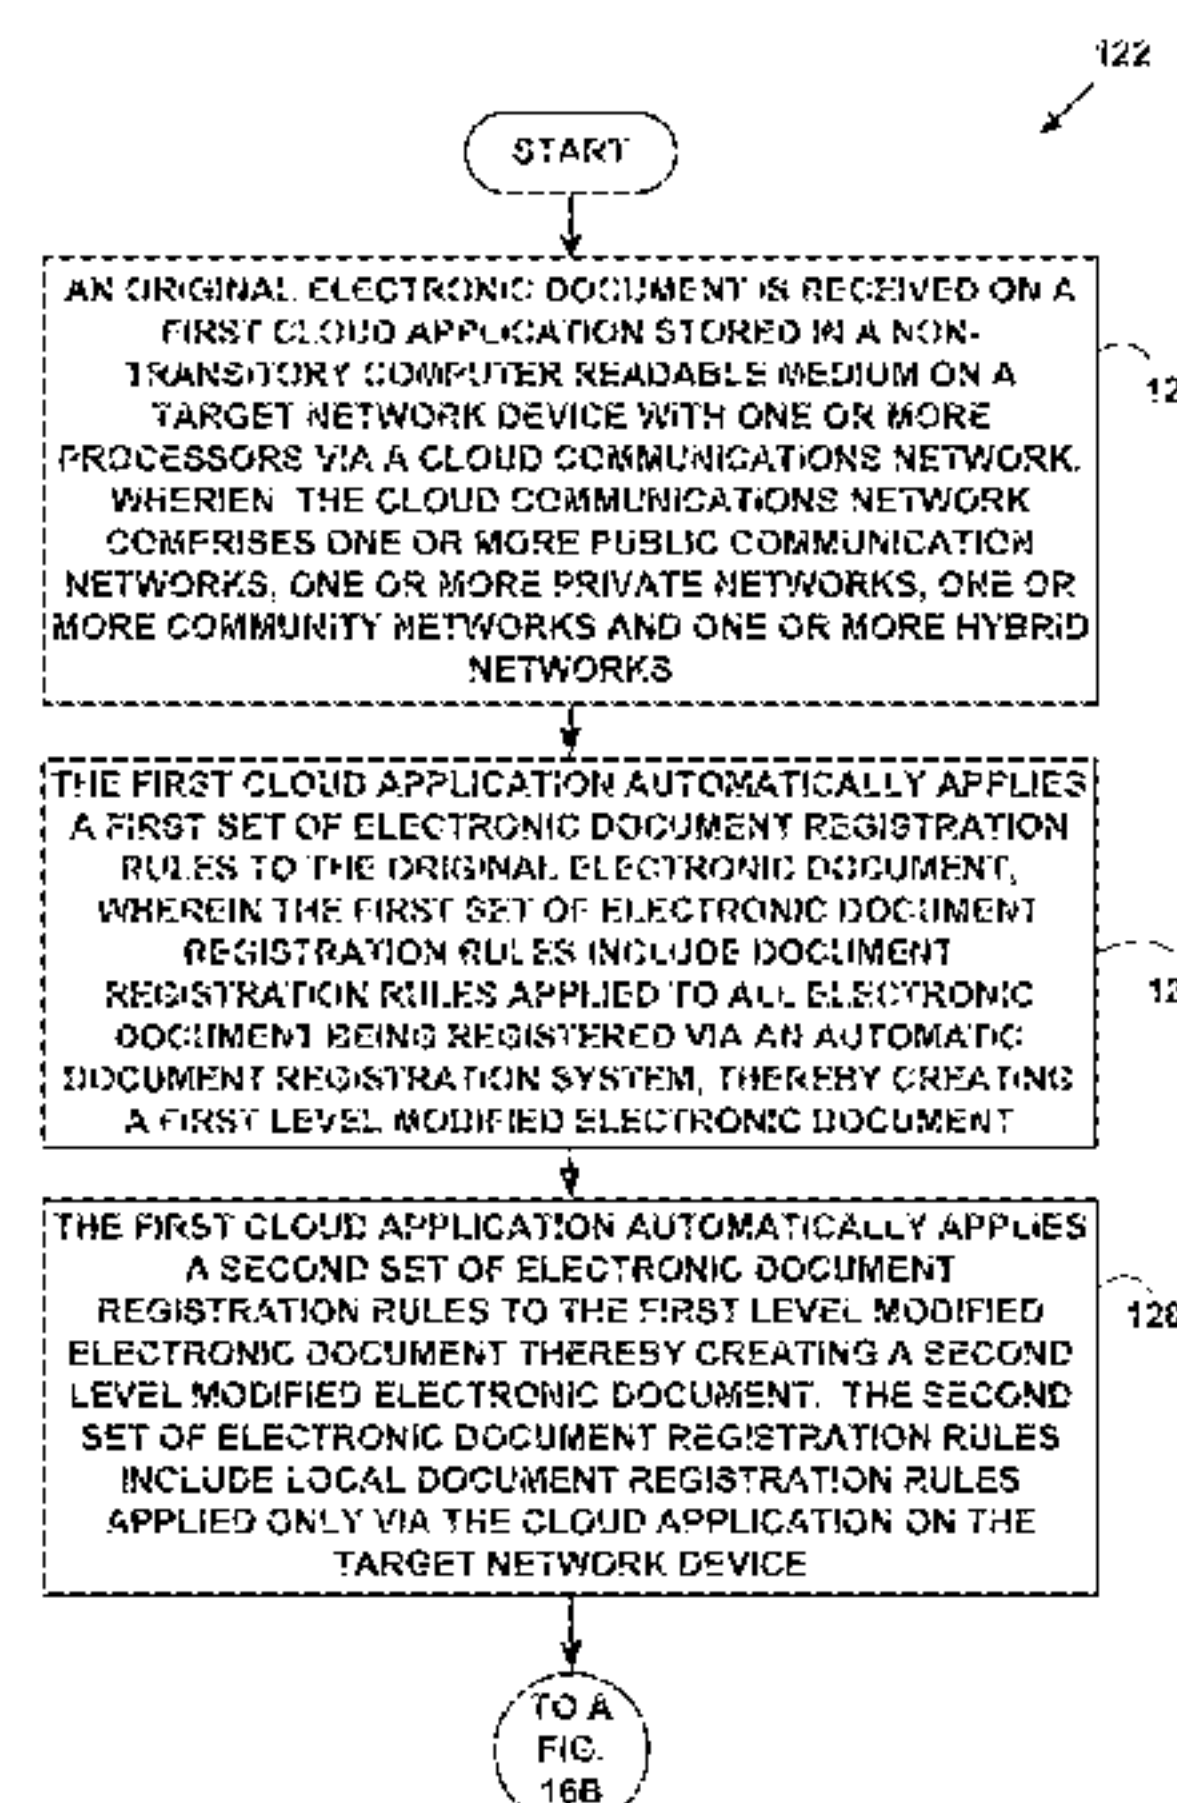 122
START
AN ORIGINAL ELECTRONIC DOCUMENT IS RECEIVED ON A
FIRST CLOUD APPLICATION STORED IN A NON-
TRANSITORY COMPUTER READABLE MEDIUM ON A
TARGET NETWORK DEVICE WITH ONE OR MORE
PROCESSORS VIA A CLOUD COMMUNICATIONS NETWORK.
WHERIEN THE CLOUD COMMUNICATIONS NETWORK
COMPRISES ONE OR MORE PUBLIC COMMUNICATION
NETWORKS, ONE OR MORE PRIVATE NETWORKS, ONE OR
MORE COMMUNITY NETWORKS AND ONE OR MORE HYBRID
NETWORKS
THE FIRST CLOUD APPLICATION AUTOMATICALLY APPLIES
A FIRST SET OF ELECTRONIC DOCUMENT REGISTRATION
RULES TO THE ORIGINAL ELECTRONIC DOCUMENT,
WHEREIN THE FIRST SET OF ELECTRONIC DOCUMENT
REGISTRATION RULES INCLUDE DOCUMENT
REGISTRATION RULES APPLIED TO ALL ELECTRONIC
DOCUMENT BEING REGISTERED VIA AN AUTOMATIC
DOCUMENT REGISTRATION SYSTEM, THEREBY CREATING
A FIRST LEVEL MODIFIED ELECTRONIC DOCUMENT
THE FIRST CLOUD APPLICATION AUTOMATICALLY APPLIES
A SECOND SET OF ELECTRONIC DOCUMENT
REGISTRATION RULES TO THE FIRST LEVEL MODIFIED
ELECTRONIC DOCUMENT THEREBY CREATING A SECOND
LEVEL MODIFIED ELECTRONIC DOCUMENT. THE SECOND
SET OF ELECTRONIC DOCUMENT REGISTRATION RULES
INCLUDE LOCAL DOCUMENT REGISTRATION RULES
APPLIED ONLY VIA THE CLOUD APPLICATION ON THE
TARGET NETWORK DEVICE
TO A
FIG.
16B